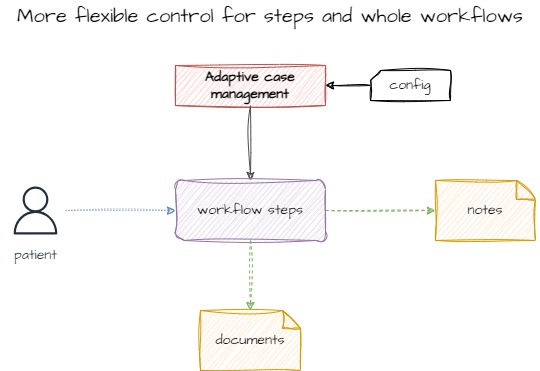 More flexible control for steps and whole workflows
Adaptive case
management
config
workflow steps
notes
patient
documents